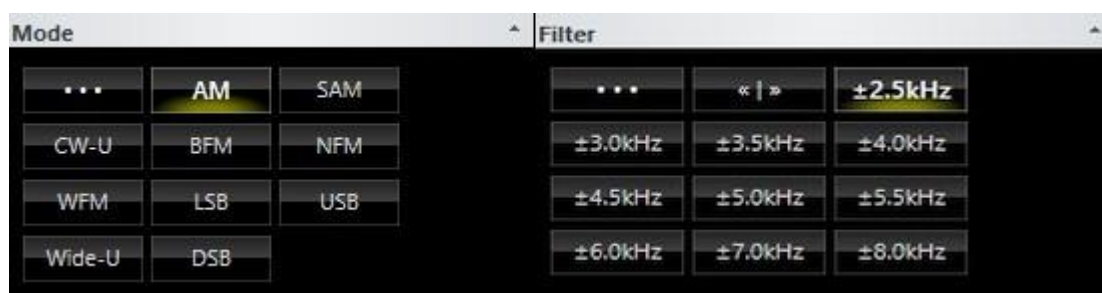 Mode
... AM SAM
CW-U BFM NFM
WFM LSB USB
Wide-U DSB
Filter
... « | » ±2.5kHz
±3.0kHz ±3.5kHz ±4.0kHz
±4.5kHz ±5.0kHz ±5.5kHz
±6.0kHz ±7.0kHz ±8.0kHz